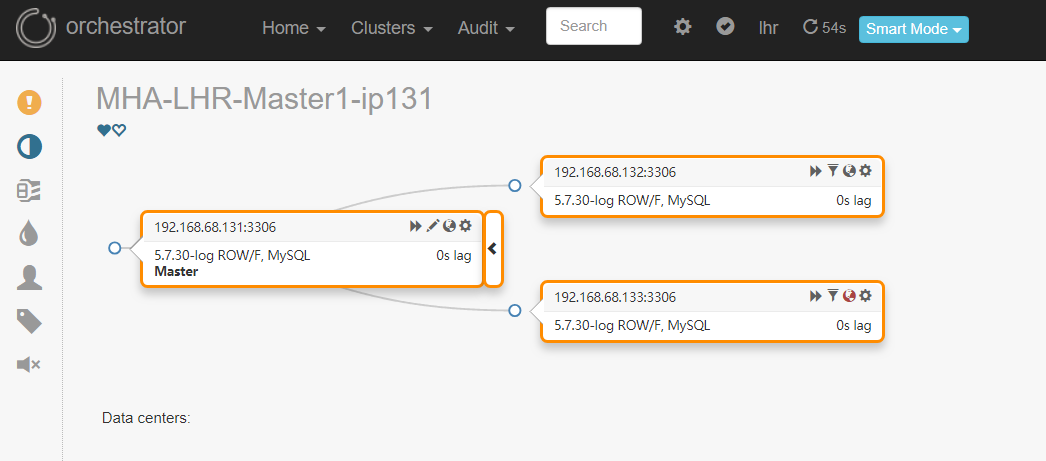 orchestrator Home Clusters Audit Search lhr 54s Smart Mode
MHA-LHR-Master1-ip131
192.168.68.132:3306
5.7.30-log ROW/F, MySQL 0s lag
192.168.68.131:3306
5.7.30-log ROW/F, MySQL 0s lag
Master
192.168.68.133:3306
5.7.30-log ROW/F, MySQL 0s lag
Data centers: